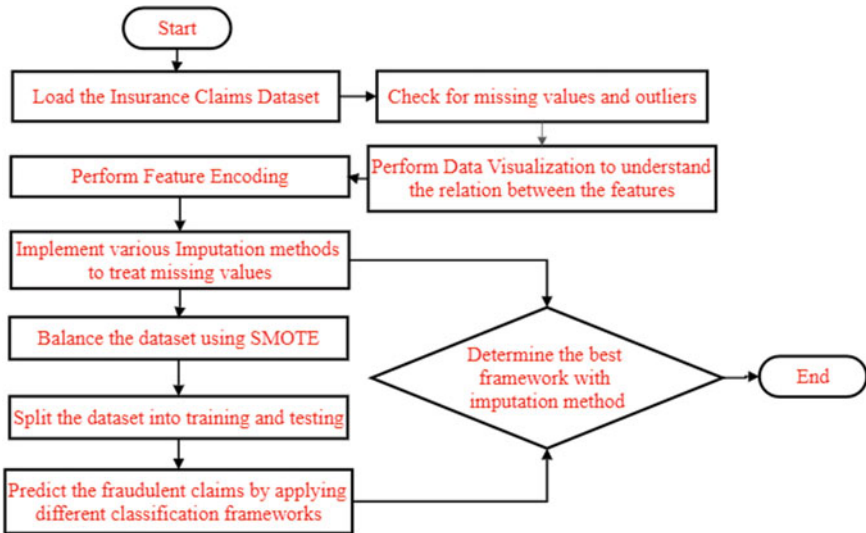 Start
Load the Insurance Claims Dataset
Check for missing values and outliers
Perform Data Visualization to understand
the relation between the features
Perform Feature Encoding
Implement various Imputation methods
to treat missing values
Balance the dataset using SMOTE
Split the dataset into training and testing
Predict the fraudulent claims by applying
different classification frameworks
Determine the best
framework with
imputation method
End